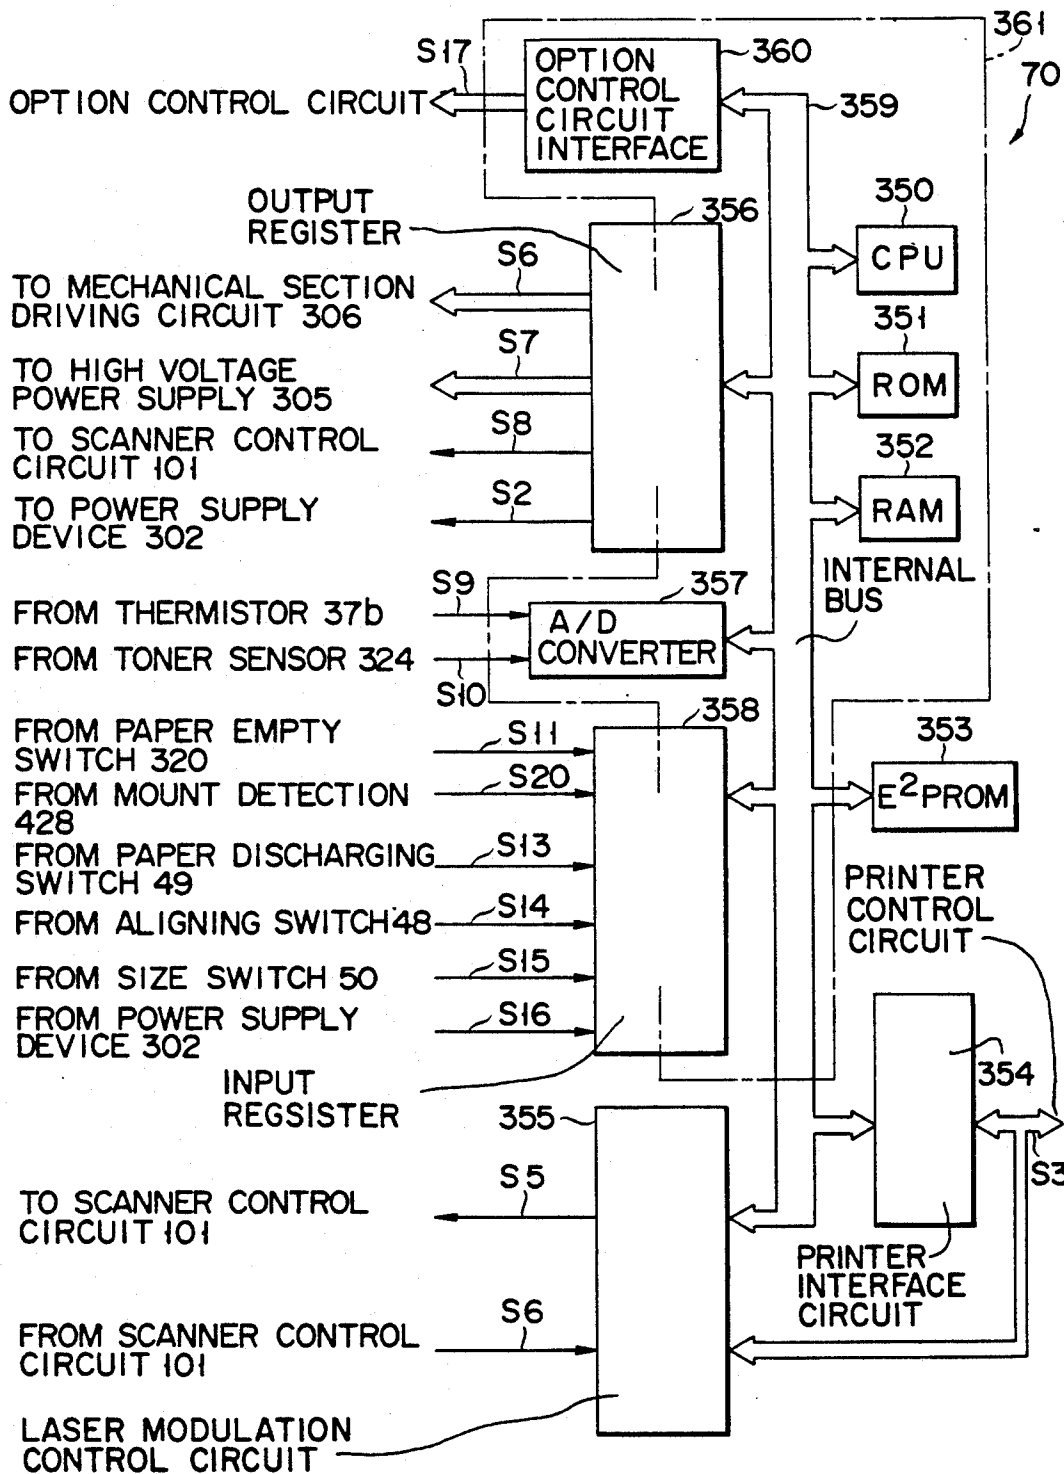 361
S17
360
70
OPTION CONTROL CIRCUIT
OPTION
CONTROL
CIRCUIT
INTERFACE
359
OUTPUT
REGISTER
356
350
CPU
S6
TO MECHANICAL SECTION
DRIVING CIRCUIT 306
351
ROM
S7
TO HIGH VOLTAGE
POWER SUPPLY 305
S8
TO SCANNER CONTROL
CIRCUIT 101
352
RAM
S2
TO POWER SUPPLY
DEVICE 302
INTERNAL
BUS
S9
357
FROM THERMISTOR 37b
A/D
CONVERTER
FROM TONER SENSOR 324
S10
358
FROM PAPER EMPTY
SWITCH 320
S11
353
E2PROM
FROM MOUNT DETECTION
428
S20
FROM PAPER DISCHARGING
SWITCH 49
S13
PRINTER
CONTROL
CIRCUIT
FROM ALIGNING SWITCH 48
S14
FROM SIZE SWITCH 50
S15
FROM POWER SUPPLY
DEVICE 302
S16
354
INPUT
REGSISTER
355
S3
TO SCANNER CONTROL
CIRCUIT 101
S5
PRINTER
INTERFACE
CIRCUIT
FROM SCANNER CONTROL
CIRCUIT 101
S6
LASER MODULATION
CONTROL CIRCUIT